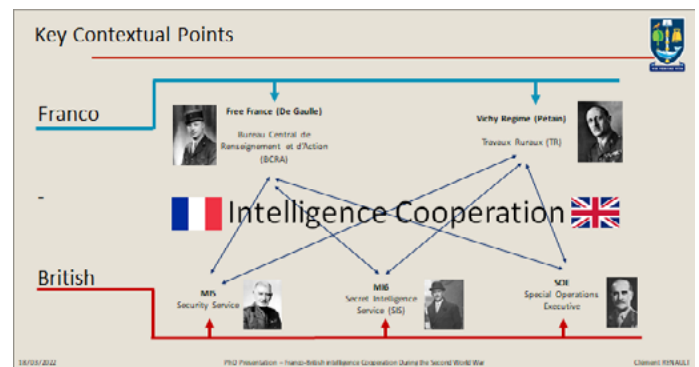 Key Contextual Points
Franco
Free France (De Gaulle)
Bureau Central de
Renseignement et d'Action
(BCRA)
Vichy Regime (Petain)
Travaux Ruraux (TR)
-
Intelligence Cooperation
British
MI5
Security Service
MI6
Secret Intelligence
Service (SIS)
SOE
Special Operations
Executive
18/03/2022
PhD Presentation – Franco-British Intelligence Cooperation During the Second World War
Clément RENAULT